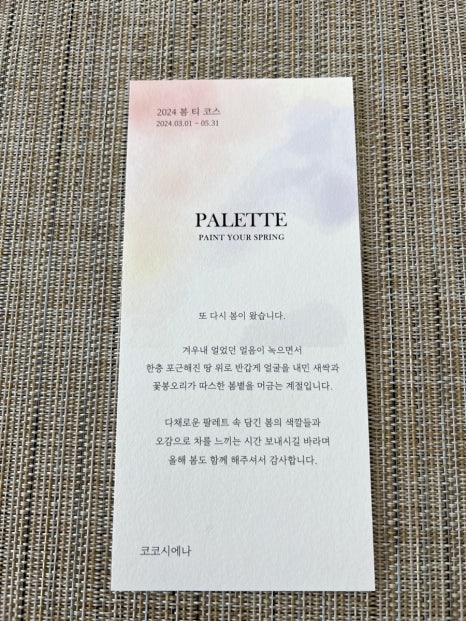 2024 봄 티 코스
2024.03.01 - 05.31
PALETTE
PAINT YOUR SPRING
또 다시 봄이 왔습니다.
겨우내 얼었던 얼음이 녹으면서
한층 포근해진 땅 위로 반갑게 얼굴을 내민 새싹과
꽃봉오리가 따스한 봄볕을 머금는 계절입니다.
다채로운 팔레트 속 담긴 봄의 색깔들과
오감으로 차를 느끼는 시간 보내시길 바라며
올해 봄도 함께 해주셔서 감사합니다.
코코시에나